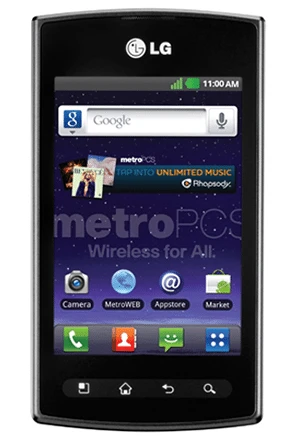 LG
11:00 AM
g Google
metroPCS
TAP INTO UNLIMITED MUSIC
Rhapsody
metroPCS
Wireless for All.
Camera MetroWEB Appstore Market